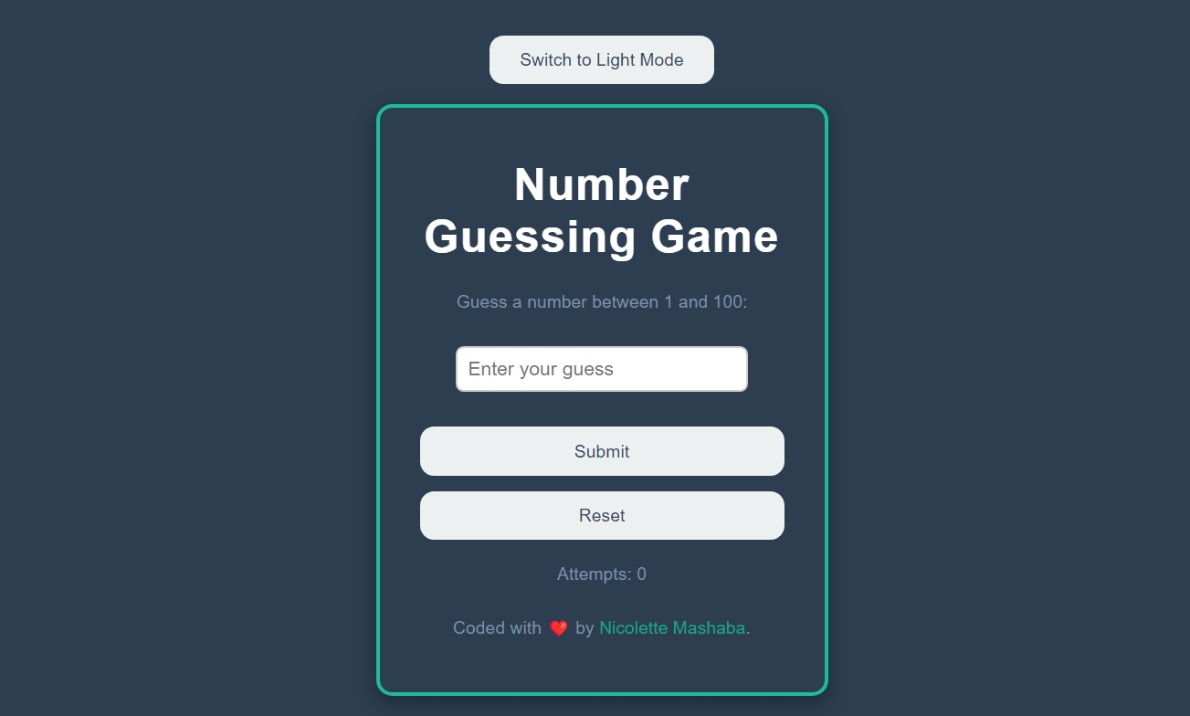 Switch to Light Mode
Number
Guessing Game
Guess a number between 1 and 100:
Enter your guess
Submit
Reset
Attempts: 0
Coded with ❤️ by Nicolette Mashaba.